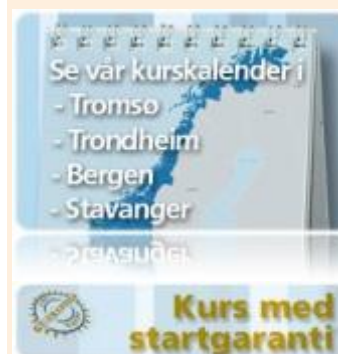 Se vår kurskalender i
- Tromsø
- Trondheim
- Bergen
- Stavanger
Kurs med
startgaranti